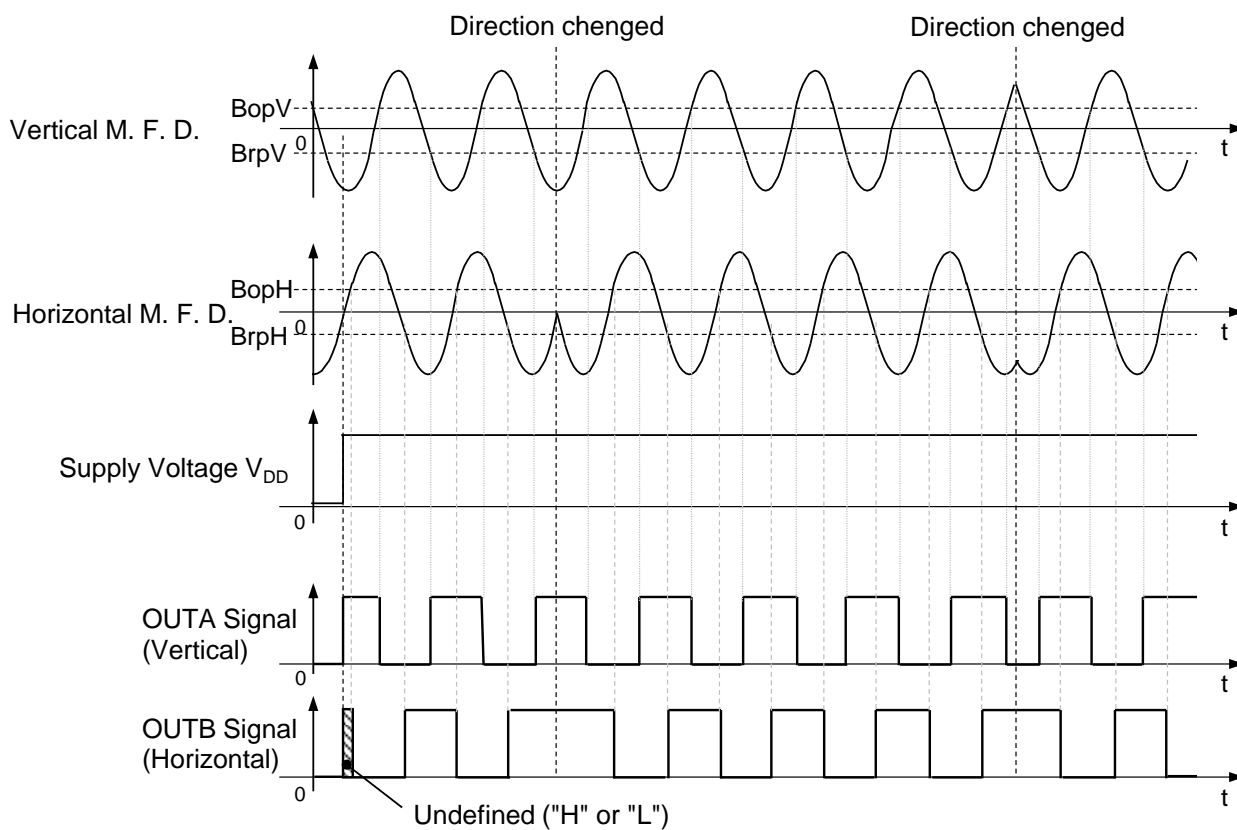 Direction chenged
Direction chenged
BopV
Vertical M. F. D.
0
BrpV
t
BopH
Horizontal M. F. D.
0
BrpH
t
Supply Voltage VDD
0
t
OUTA Signal
(Vertical)
0
t
OUTB Signal
(Horizontal)
0
t
Undefined ("H" or "L")